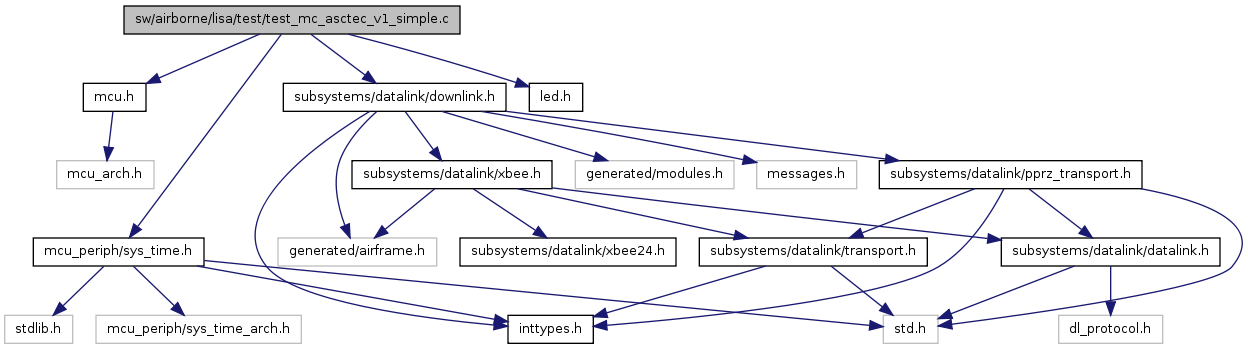 sw/airborne/lisa/test/test_mc_asctec_v1_simple.c
mcu.h
subsystems/datalink/downlink.h
led.h
mcu_arch.h
subsystems/datalink/xbee.h
generated/modules.h
messages.h
subsystems/datalink/pprz_transport.h
mcu_periph/sys_time.h
generated/airframe.h
subsystems/datalink/xbee24.h
subsystems/datalink/transport.h
subsystems/datalink/datalink.h
stdlib.h
mcu_periph/sys_time_arch.h
inttypes.h
std.h
dl_protocol.h